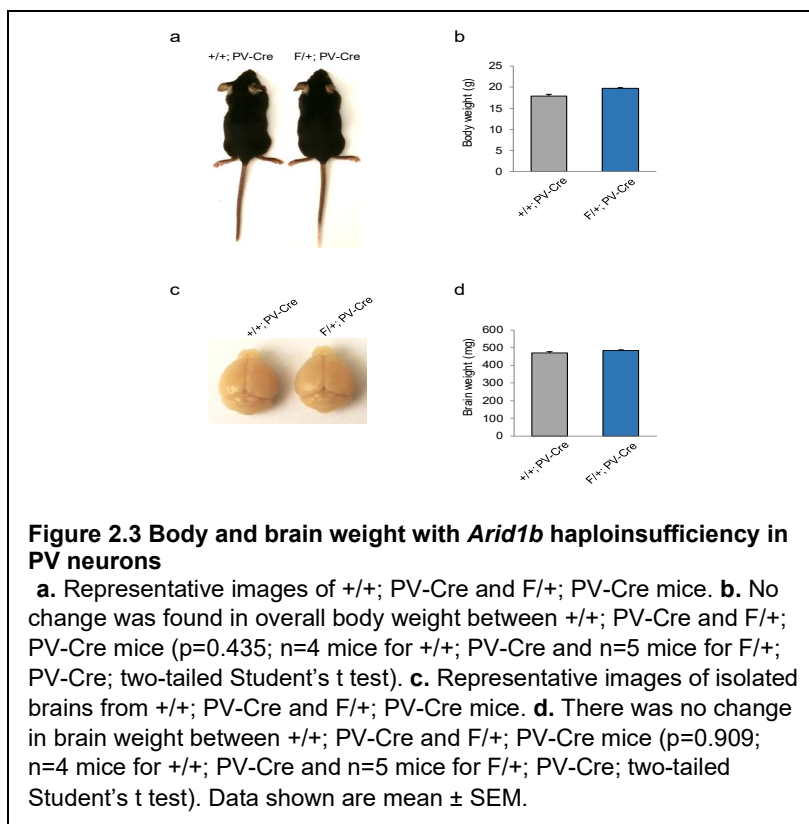 a
+/+; PV-Cre F/+; PV-Cre
b
Body weight (g)
25
20
15
10
5
0
+/+; PV-Cre
F/+; PV-Cre
c
+/+; PV-Cre
F/+; PV-Cre
d
Brain weight (mg)
600
500
400
300
200
100
0
+/+; PV-Cre
F/+; PV-Cre
Figure 2.3 Body and brain weight with Arid1b haploinsufficiency in
PV neurons
a. Representative images of +/+; PV-Cre and F/+; PV-Cre mice. b. No
change was found in overall body weight between +/+; PV-Cre and F/+;
PV-Cre mice (p=0.435; n=4 mice for +/+; PV-Cre and n=5 mice for F/+;
PV-Cre; two-tailed Student’s t test). c. Representative images of isolated
brains from +/+; PV-Cre and F/+; PV-Cre mice. d. There was no change
in brain weight between +/+; PV-Cre and F/+; PV-Cre mice (p=0.909;
n=4 mice for +/+; PV-Cre and n=5 mice for F/+; PV-Cre; two-tailed
Student’s t test). Data shown are mean ± SEM.